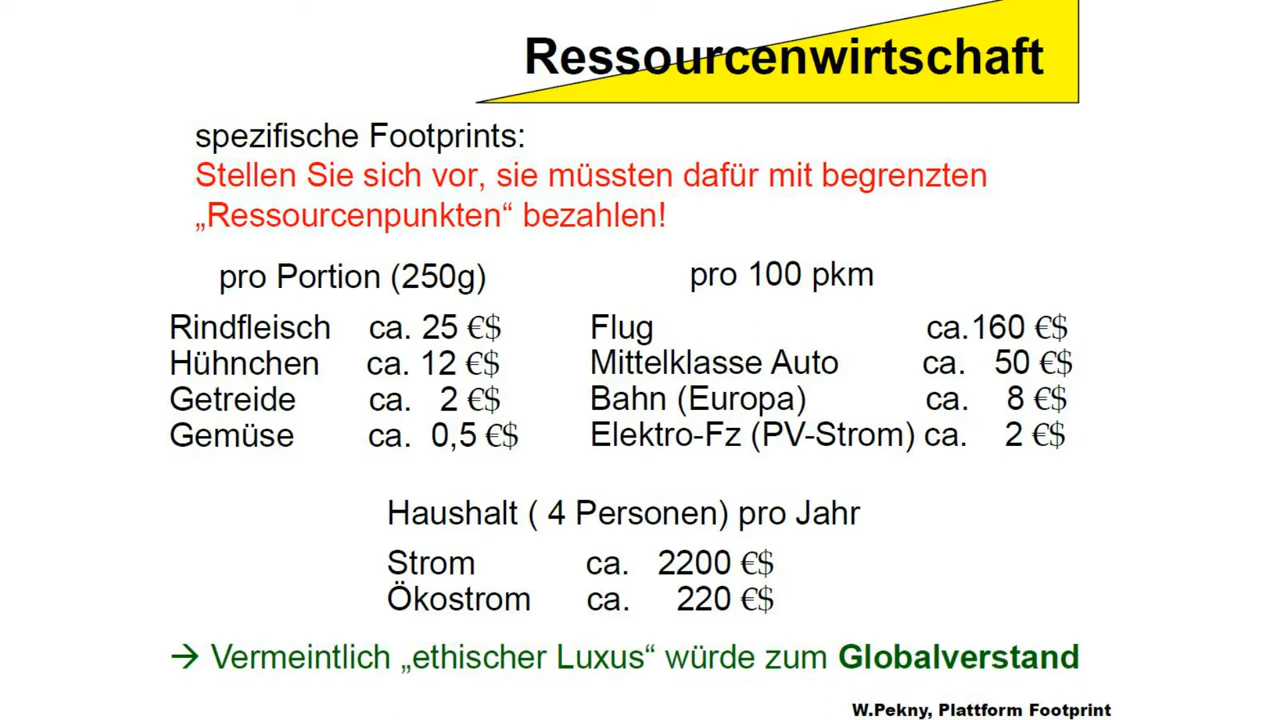 Ressourcenwirtschaft
spezifische Footprints:
Stellen Sie sich vor, sie müssten dafür mit begrenzten
„Ressourcenpunkten“ bezahlen!
pro Portion (250g)
Rindfleisch ca. 25 €$
Hühnchen ca. 12 €$
Getreide ca. 2 €$
Gemüse ca. 0,5 €$
pro 100 pkm
Flug ca.160 €$
Mittelklasse Auto ca. 50 €$
Bahn (Europa) ca. 8 €$
Elektro-Fz (PV-Strom) ca. 2 €$
Haushalt ( 4 Personen) pro Jahr
Strom ca. 2200 €$
Ökostrom ca. 220 €$
→ Vermeintlich „ethischer Luxus“ würde zum Globalverstand
W.Pekny, Plattform Footprint